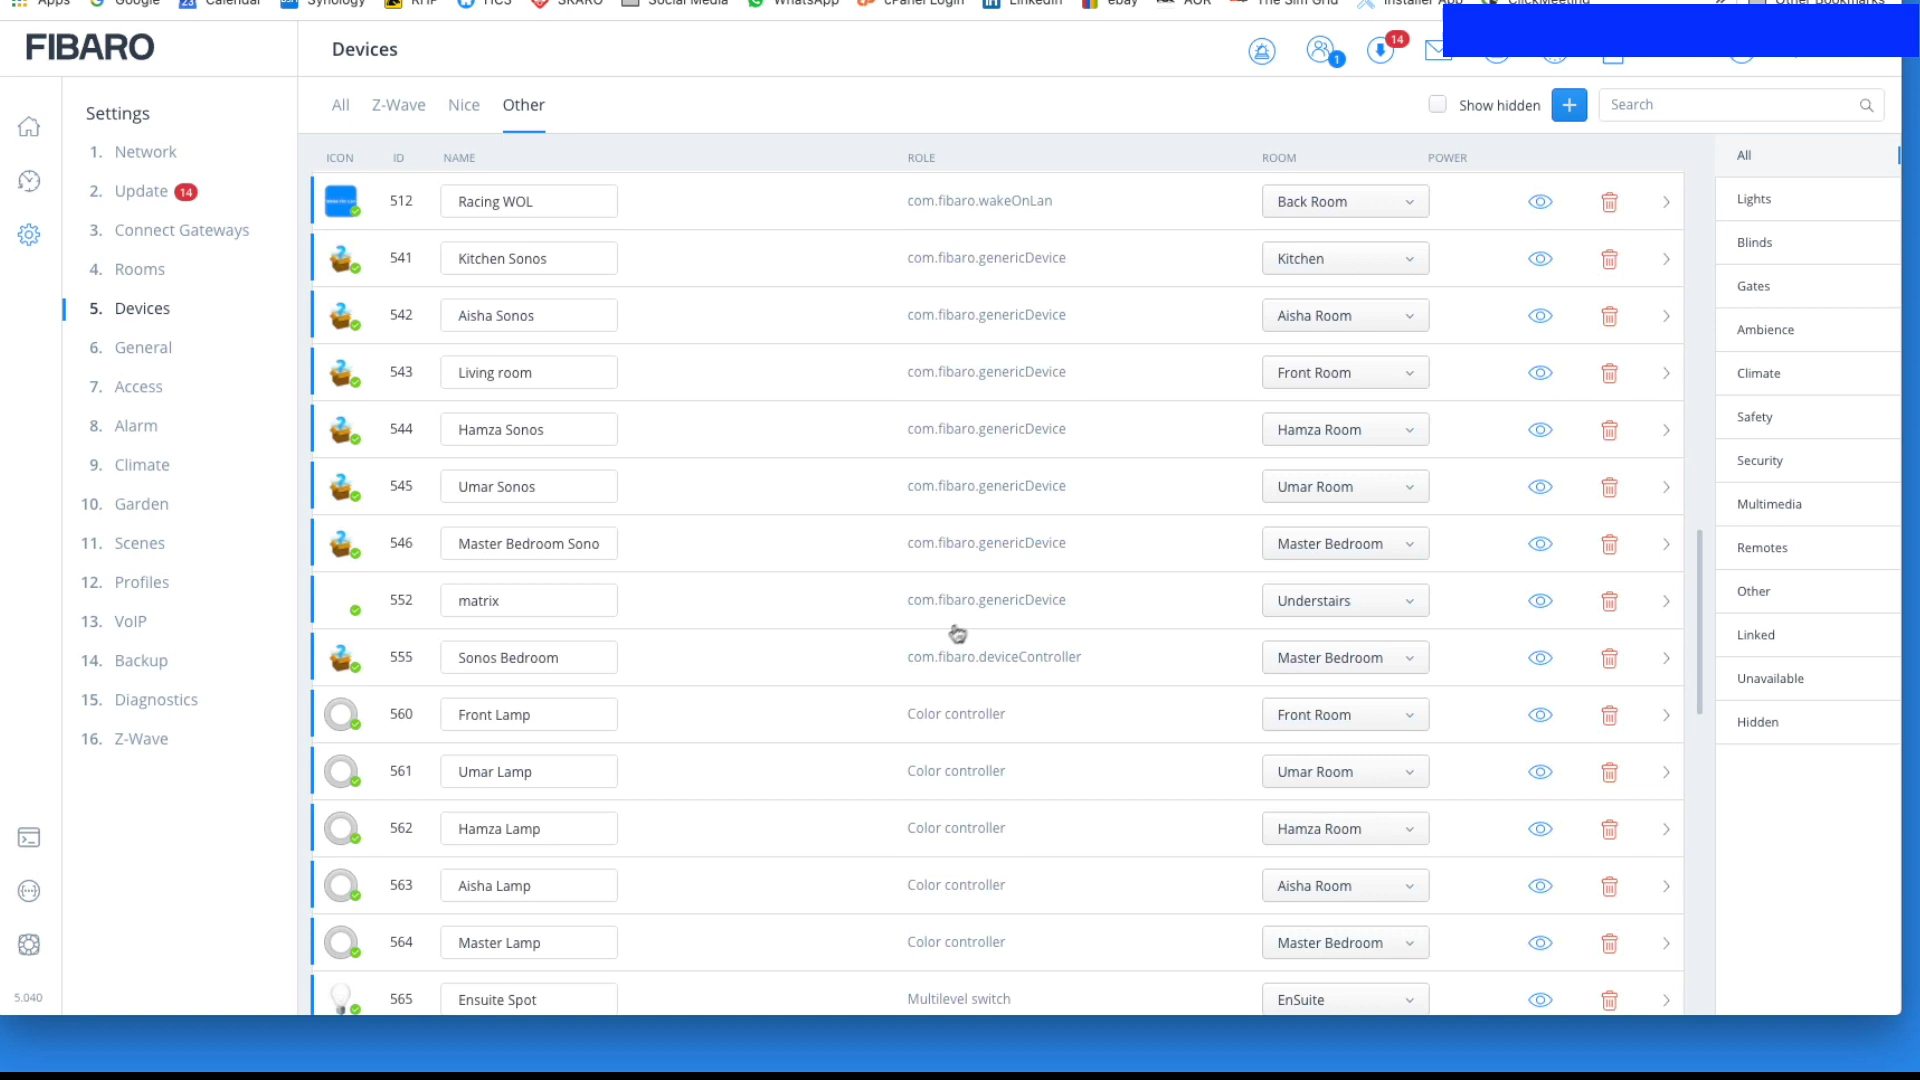 Apps Google 23 Calendar Synology RHP HCS SKARO Social Media WhatsApp cPanel Login LinkedIn ebay AOR The Sim Grid Installer App ClickMeeting » Other Bookmarks
FIBARO
Devices
1
14
Settings
1. Network
2. Update 14
3. Connect Gateways
4. Rooms
5. Devices
6. General
7. Access
8. Alarm
9. Climate
10. Garden
11. Scenes
12. Profiles
13. VoIP
14. Backup
15. Diagnostics
16. Z-Wave
5.040
All Z-Wave Nice Other
Show hidden + Search
ICON ID NAME ROLE ROOM POWER
512 Racing WOL com.fibaro.wakeOnLan Back Room
541 Kitchen Sonos com.fibaro.genericDevice Kitchen
542 Aisha Sonos com.fibaro.genericDevice Aisha Room
543 Living room com.fibaro.genericDevice Front Room
544 Hamza Sonos com.fibaro.genericDevice Hamza Room
545 Umar Sonos com.fibaro.genericDevice Umar Room
546 Master Bedroom Sono com.fibaro.genericDevice Master Bedroom
552 matrix com.fibaro.genericDevice Understairs
555 Sonos Bedroom com.fibaro.deviceController Master Bedroom
560 Front Lamp Color controller Front Room
561 Umar Lamp Color controller Umar Room
562 Hamza Lamp Color controller Hamza Room
563 Aisha Lamp Color controller Aisha Room
564 Master Lamp Color controller Master Bedroom
565 Ensuite Spot Multilevel switch EnSuite
All
Lights
Blinds
Gates
Ambience
Climate
Safety
Security
Multimedia
Remotes
Other
Linked
Unavailable
Hidden